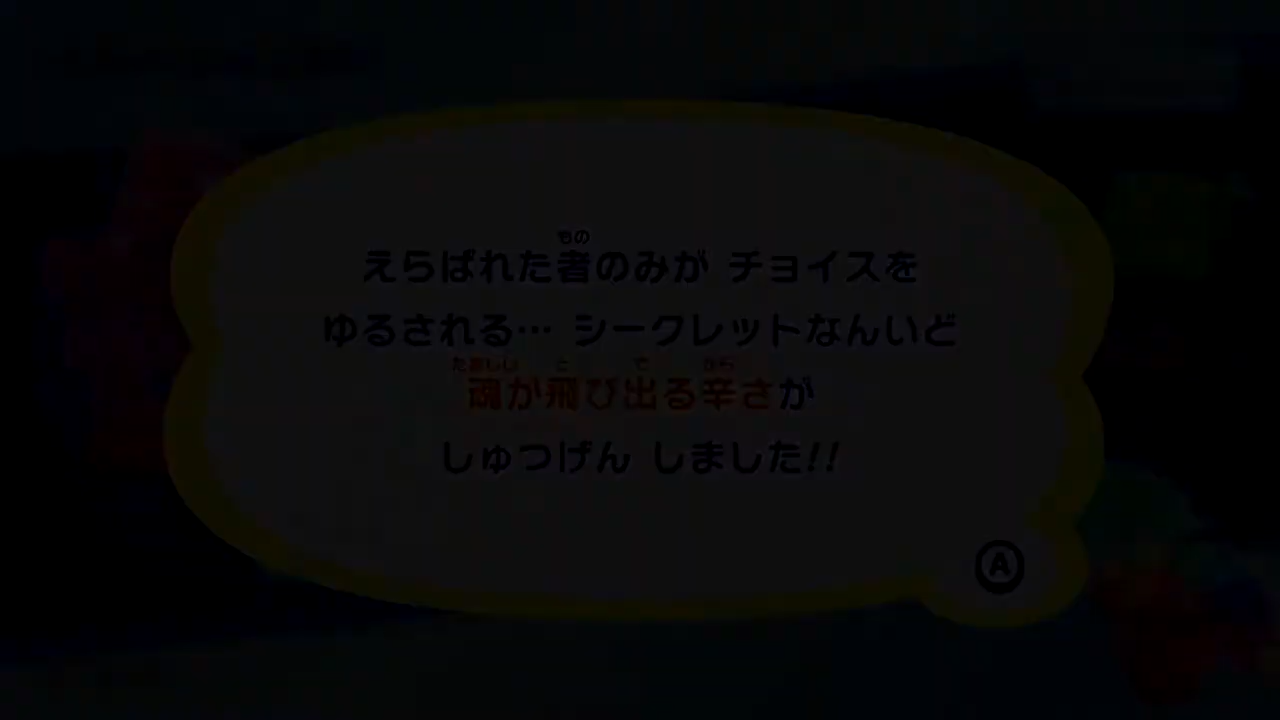 えらばれた者のみが チョイスを
ゆるされる… シークレットなんいど
魂が飛び出る辛さが
しゅつげん しました!!
A